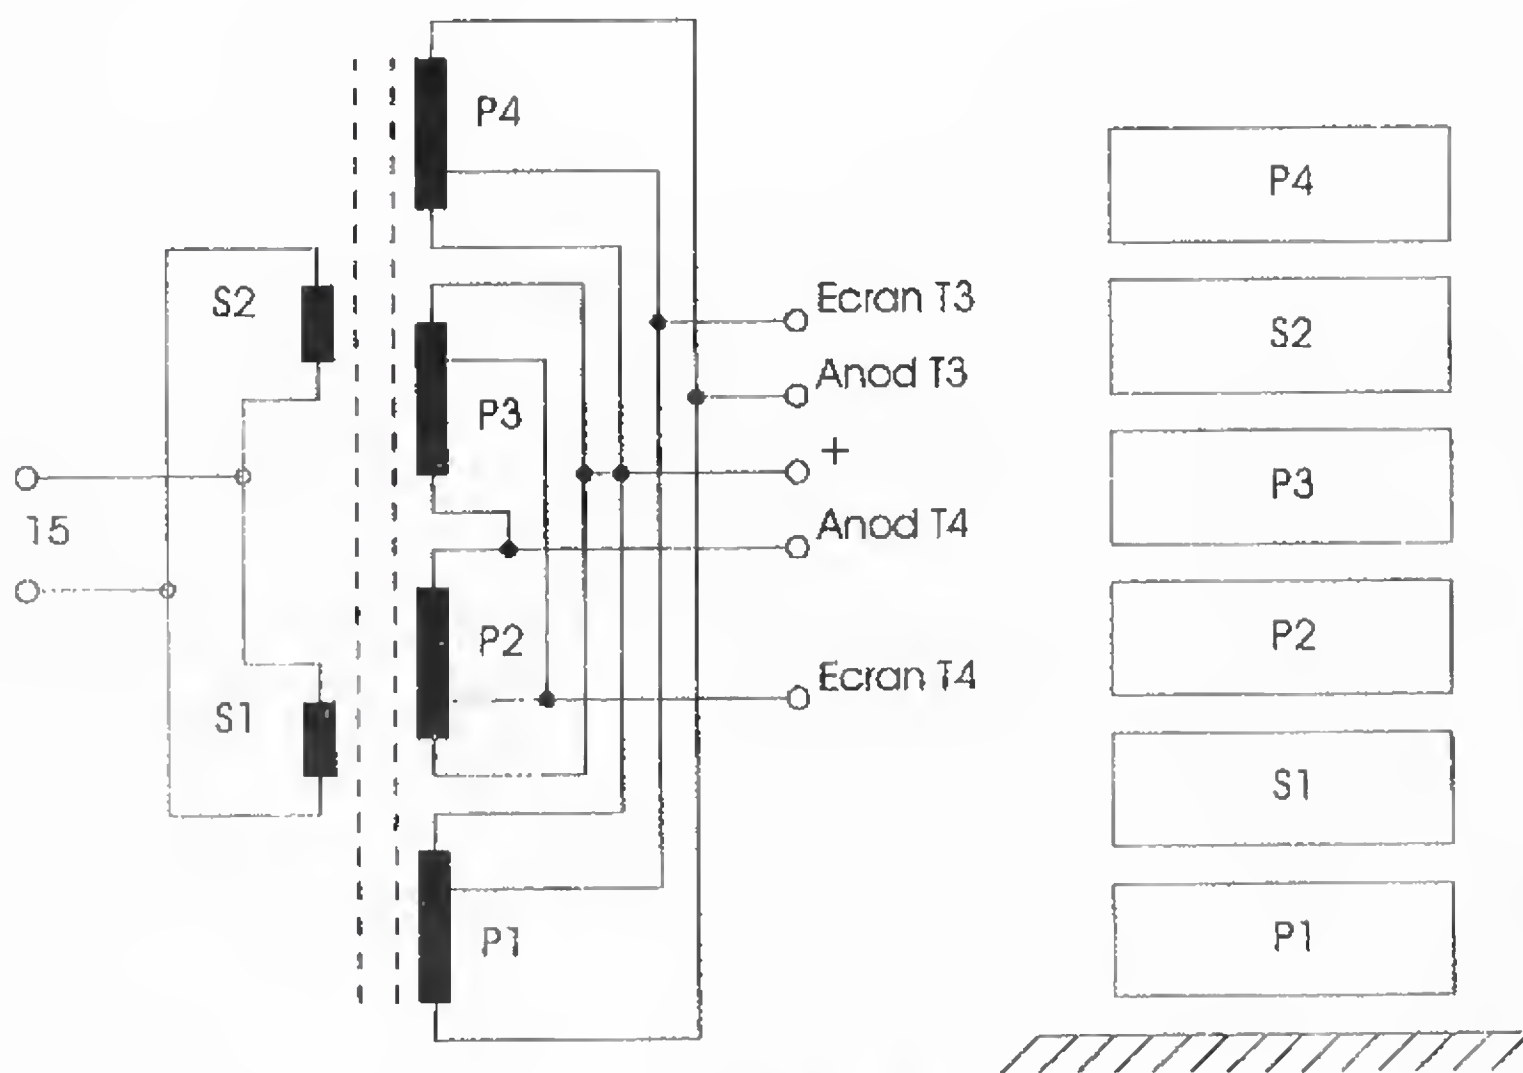 P4
S2
P3
15
P2
S1
P1
Ecran T3
Anod T3
+
Anod T4
Ecran T4
P4
S2
P3
P2
S1
P1